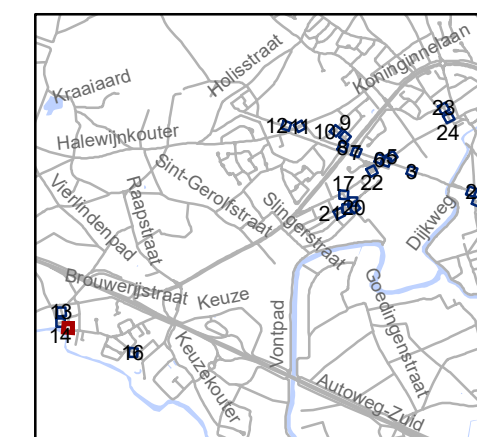 Koninginnelaan
Holisstraat
Kraaiaard
23
24
12
11
10
9
Halewijnkouter
8
7
6
5
3
22
Sint-Gerolfstraat
17
Slingerstraat
2
21
20
Vierlindenpad
Raapstraat
Dijkweg
Brouwerijstraat
Keuze
Goedingenstraat
13
14
16
Vontpad
Keuzekouter
Autoweg-Zuid